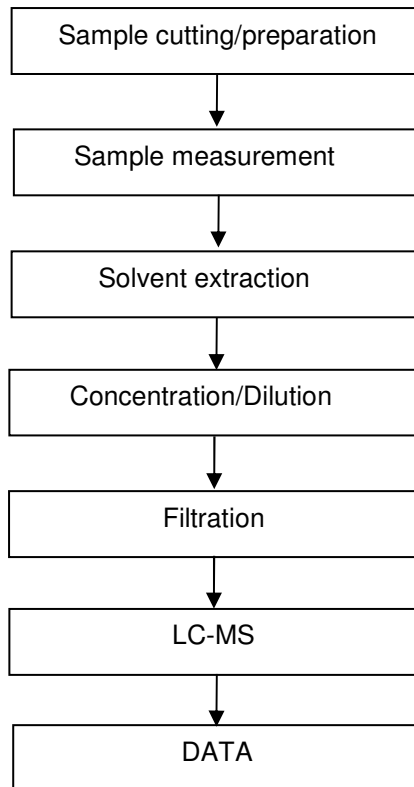 Sample cutting/preparation
Sample measurement
Solvent extraction
Concentration/Dilution
Filtration
LC-MS
DATA